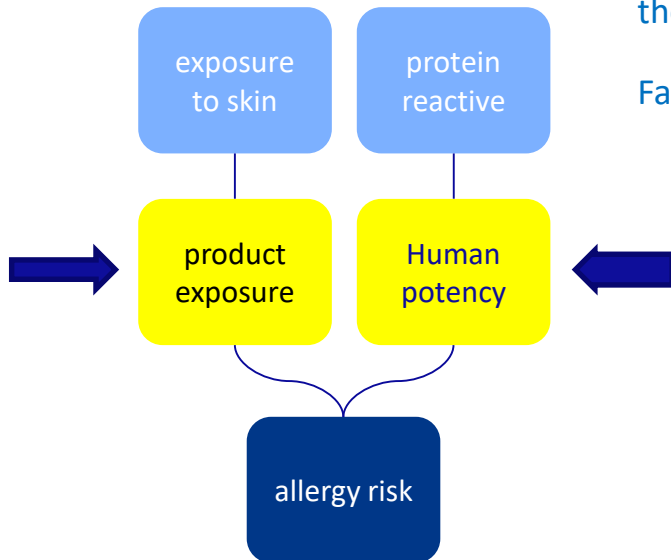 th
Fa
exposure
to skin
protein
reactive
product
exposure
Human
potency
allergy risk